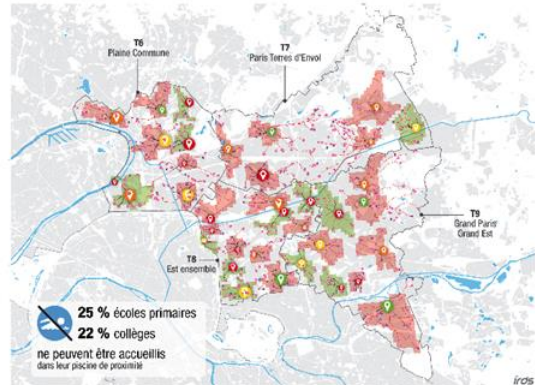 T6
Plaine Commune
T7
Paris Terres d'Envol
T9
Grand Paris
Grand Est
T8
Est ensemble
25 % écoles primaires
22 % collèges
ne peuvent être accueillis
dans leur piscine de proximité
irds